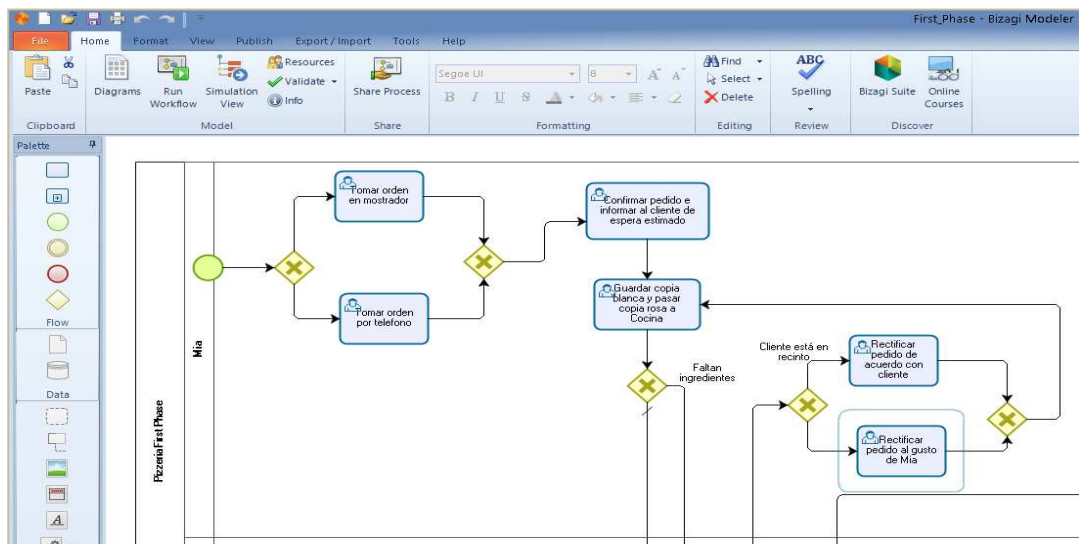 First_Phase - Bizagi Modeler
File
Home
Format
View
Publish
Export / Import
Tools
Help
Paste
Clipboard
Diagrams
Run
Workflow
Simulation
View
Resources
Validate
Info
Model
Share Process
Share
Segoe UI
8
A
A
B
I
U
S
A
Formatting
Find
Select
Delete
Editing
ABC
Spelling
Review
Bizagi Suite
Online
Courses
Discover
Palette
Flow
Data
A
Pizzeria First Phase
Mia
Tomar orden
en mostrador
Tomar orden
por telefono
Confirmar pedido e
informar al cliente de
espera estimado
Guardar copia
blanca y pasar
copia rosa a
Cocina
Faltan
ingredientes
Cliente está en
recinto
Rectificar
pedido de
acuerdo con
cliente
Rectificar
pedido al gusto
de Mia